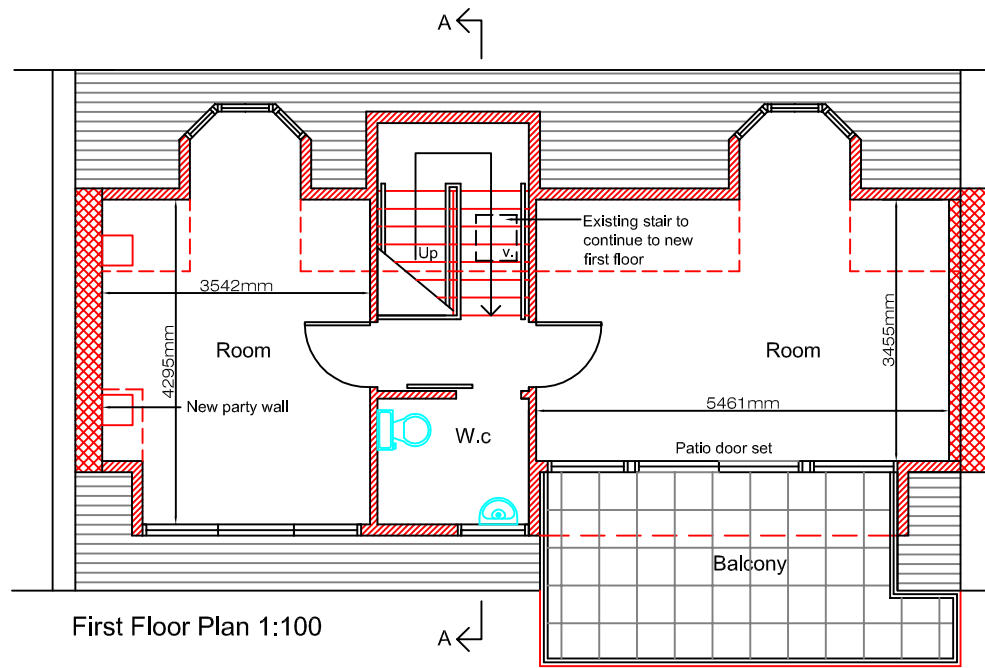 A
Existing stair to
continue to new
first floor
Up
v.
3542mm
4295mm
Room
Room
3455mm
New party wall
5461mm
W.c
Patio door set
Balcony
First Floor Plan 1:100
A